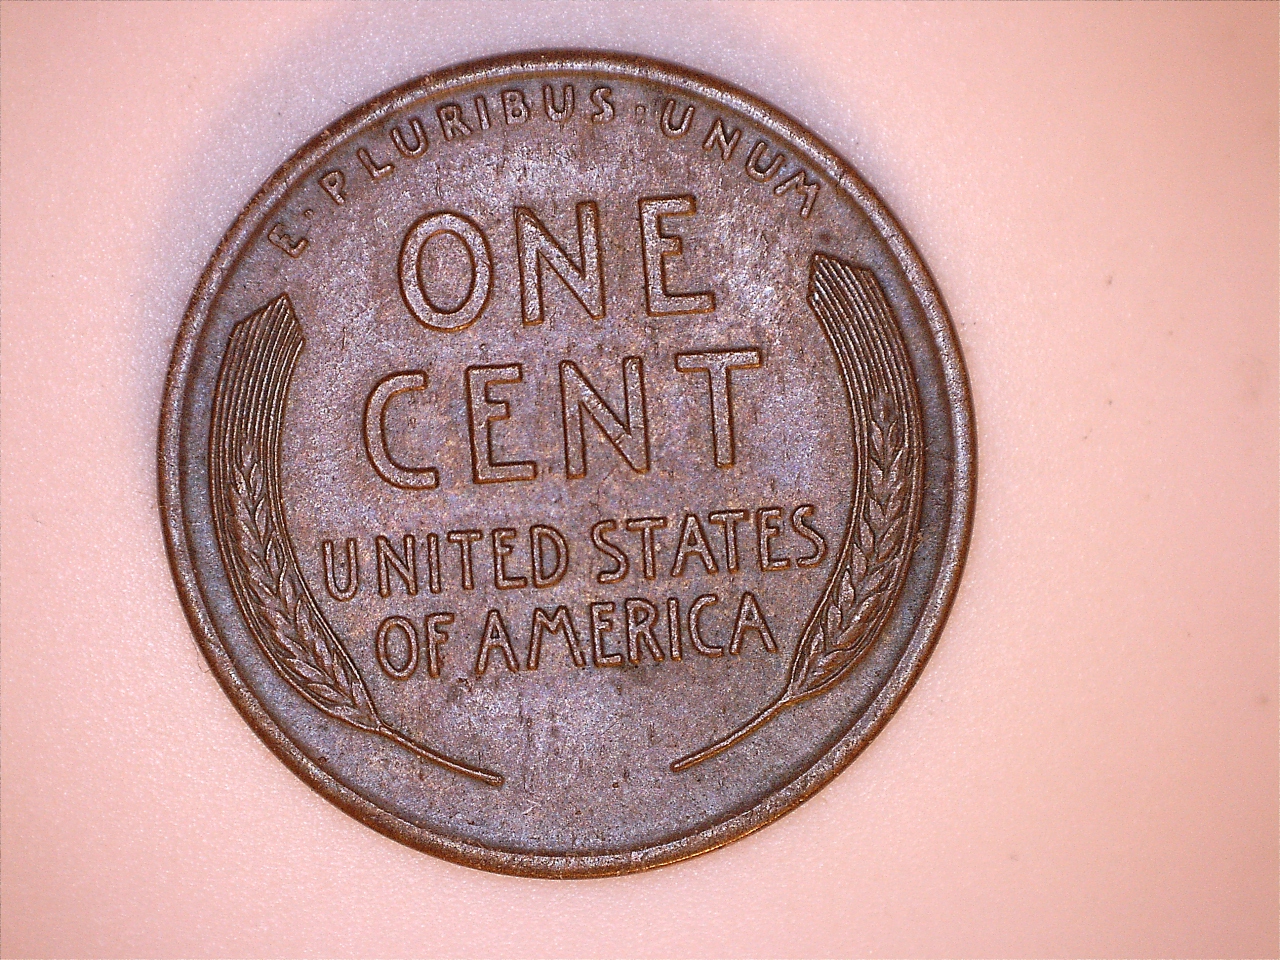 E·PLURIBUS·UNUM
ONE
CENT
UNITED STATES
OF AMERICA